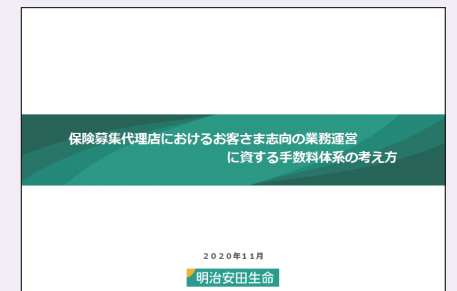 保険募集代理店におけるお客さま志向の業務運営
に資する手数料体系の考え方
2020年11月
明治安田生命